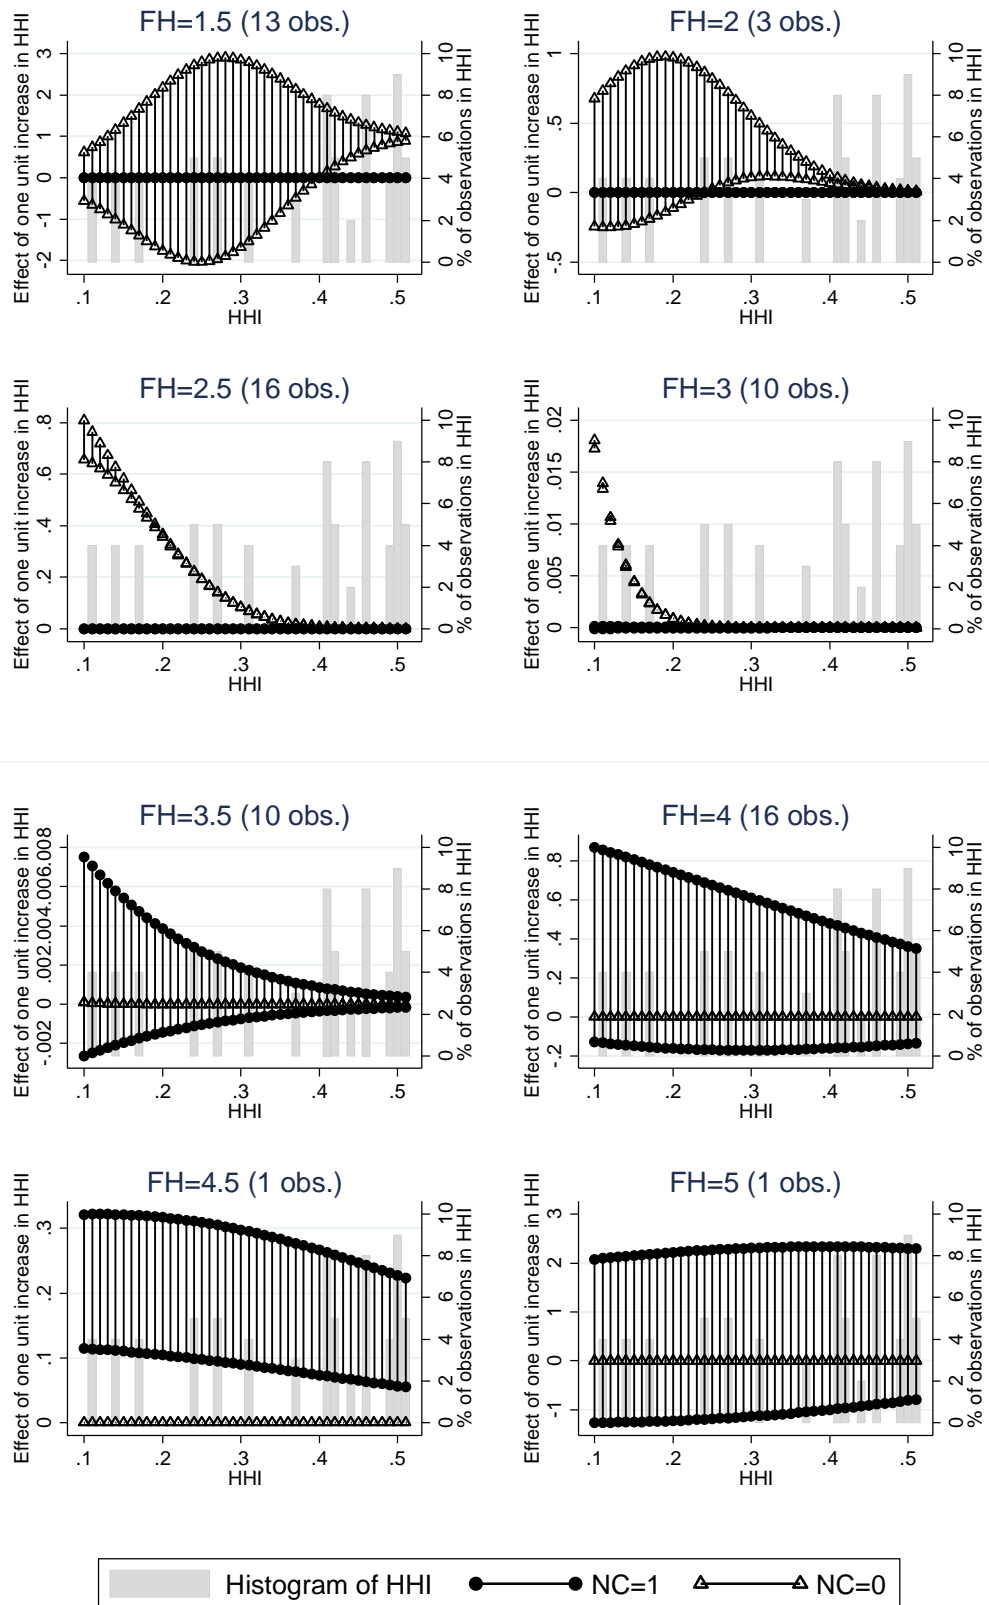 FH=1.5 (13 obs.)
Effect of one unit increase in HHI
3
2
1
0
-1
-2
10
8
6
4
2
0
% of observations in HHI
.1 .2 .3 .4 .5
HHI
FH=2 (3 obs.)
Effect of one unit increase in HHI
1
.5
0
-.5
10
8
6
4
2
0
% of observations in HHI
.1 .2 .3 .4 .5
HHI
FH=2.5 (16 obs.)
Effect of one unit increase in HHI
.8
.6
.4
.2
0
10
8
6
4
2
0
% of observations in HHI
.1 .2 .3 .4 .5
HHI
FH=3 (10 obs.)
Effect of one unit increase in HHI
.02
.015
.01
.005
0
10
8
6
4
2
0
% of observations in HHI
.1 .2 .3 .4 .5
HHI
FH=3.5 (10 obs.)
Effect of one unit increase in HHI
.008
.006
.004
.002
0
-.002
10
8
6
4
2
0
% of observations in HHI
.1 .2 .3 .4 .5
HHI
FH=4 (16 obs.)
Effect of one unit increase in HHI
.8
.6
.4
.2
0
-.2
10
8
6
4
2
0
% of observations in HHI
.1 .2 .3 .4 .5
HHI
FH=4.5 (1 obs.)
Effect of one unit increase in HHI
.3
.2
.1
0
10
8
6
4
2
0
% of observations in HHI
.1 .2 .3 .4 .5
HHI
FH=5 (1 obs.)
Effect of one unit increase in HHI
3
2
1
0
-1
10
8
6
4
2
0
% of observations in HHI
.1 .2 .3 .4 .5
HHI
Histogram of HHI NC=1 NC=0